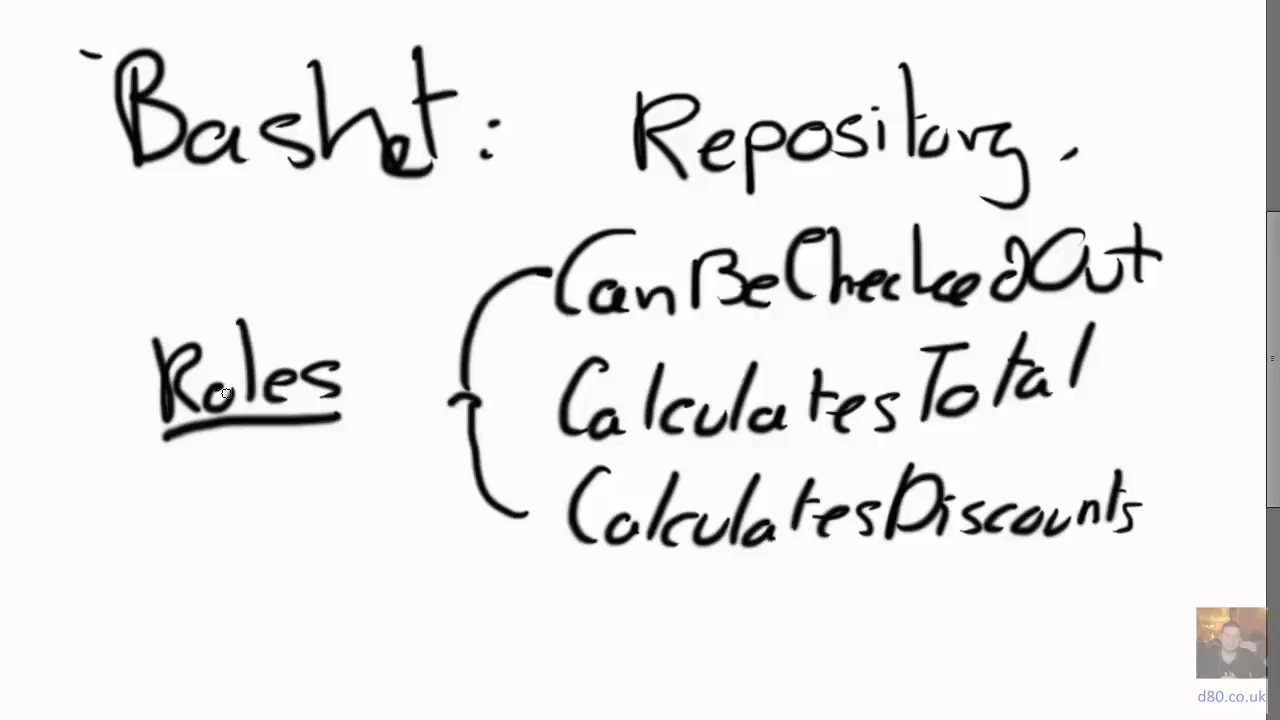 Basket: Repository.
Roles
CanBeCheckedOut
CalculatesTotal
CalculatesDiscounts
d80.co.uk